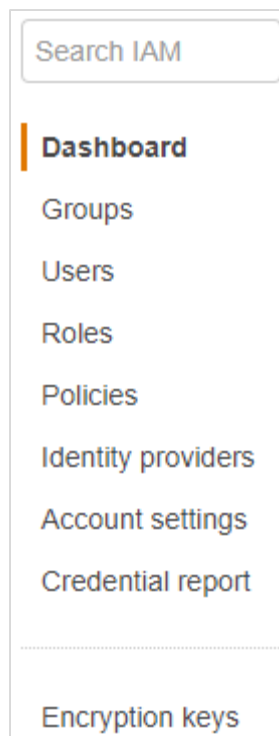 Search IAM
Dashboard
Groups
Users
Roles
Policies
Identity providers
Account settings
Credential report
Encryption keys